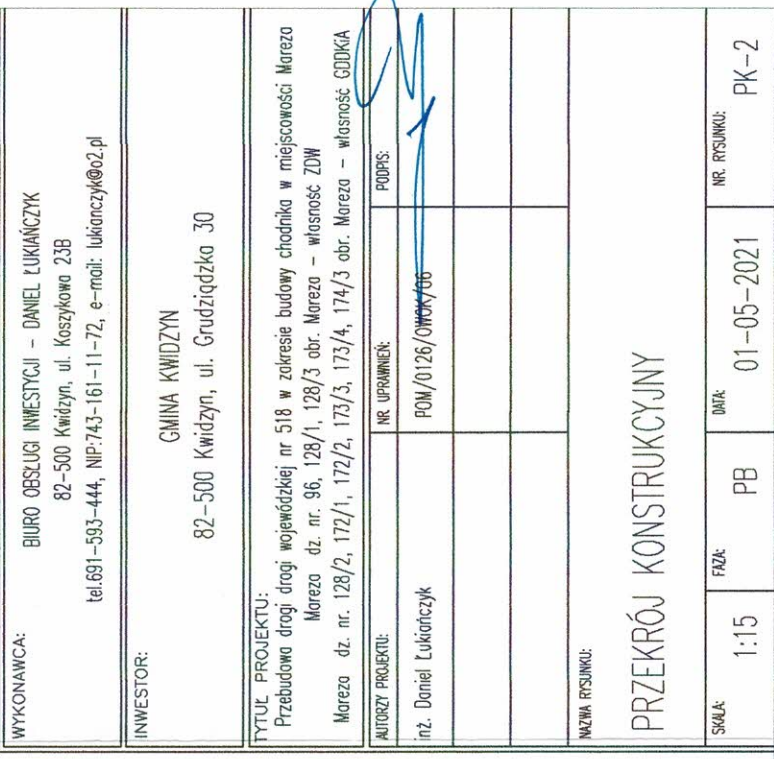 WYKONAWCA:
BIURO OBSŁUGI INWESTYCJI – DANIEL ŁUKIAŃCZYK
82-500 Kwidzyn, ul. Koszykowa 23B
tel.691-593-444, NIP:743-161-11-72, e-mail: lukianczyk@o2.pl
INWESTOR:
GMINA KWIDZYN
82-500 Kwidzyn, ul. Grudziądzka 30
TYTUŁ PROJEKTU:
Przebudowa drogi drogi wojewódzkiej nr 518 w zakresie budowy chodnika w miejscowości Mareza
Mareza dz. nr. 96, 128/1, 128/3 obr. Mareza – własność ZDW
Mareza dz. nr. 128/2, 172/1, 172/2, 173/3, 173/4, 174/3 obr. Mareza – własność GDDKiA
AUTORZY PROJEKTU: NR UPRAWNIEŃ: PODPIS:
inż. Daniel Łukiańczyk POM/0126/OWOK/06
NAZWA RYSUNKU:
PRZEKRÓJ KONSTRUKCYJNY
SKALA: FAZA: DATA: NR. RYSUNKU:
1:15 PB 01-05-2021 PK-2